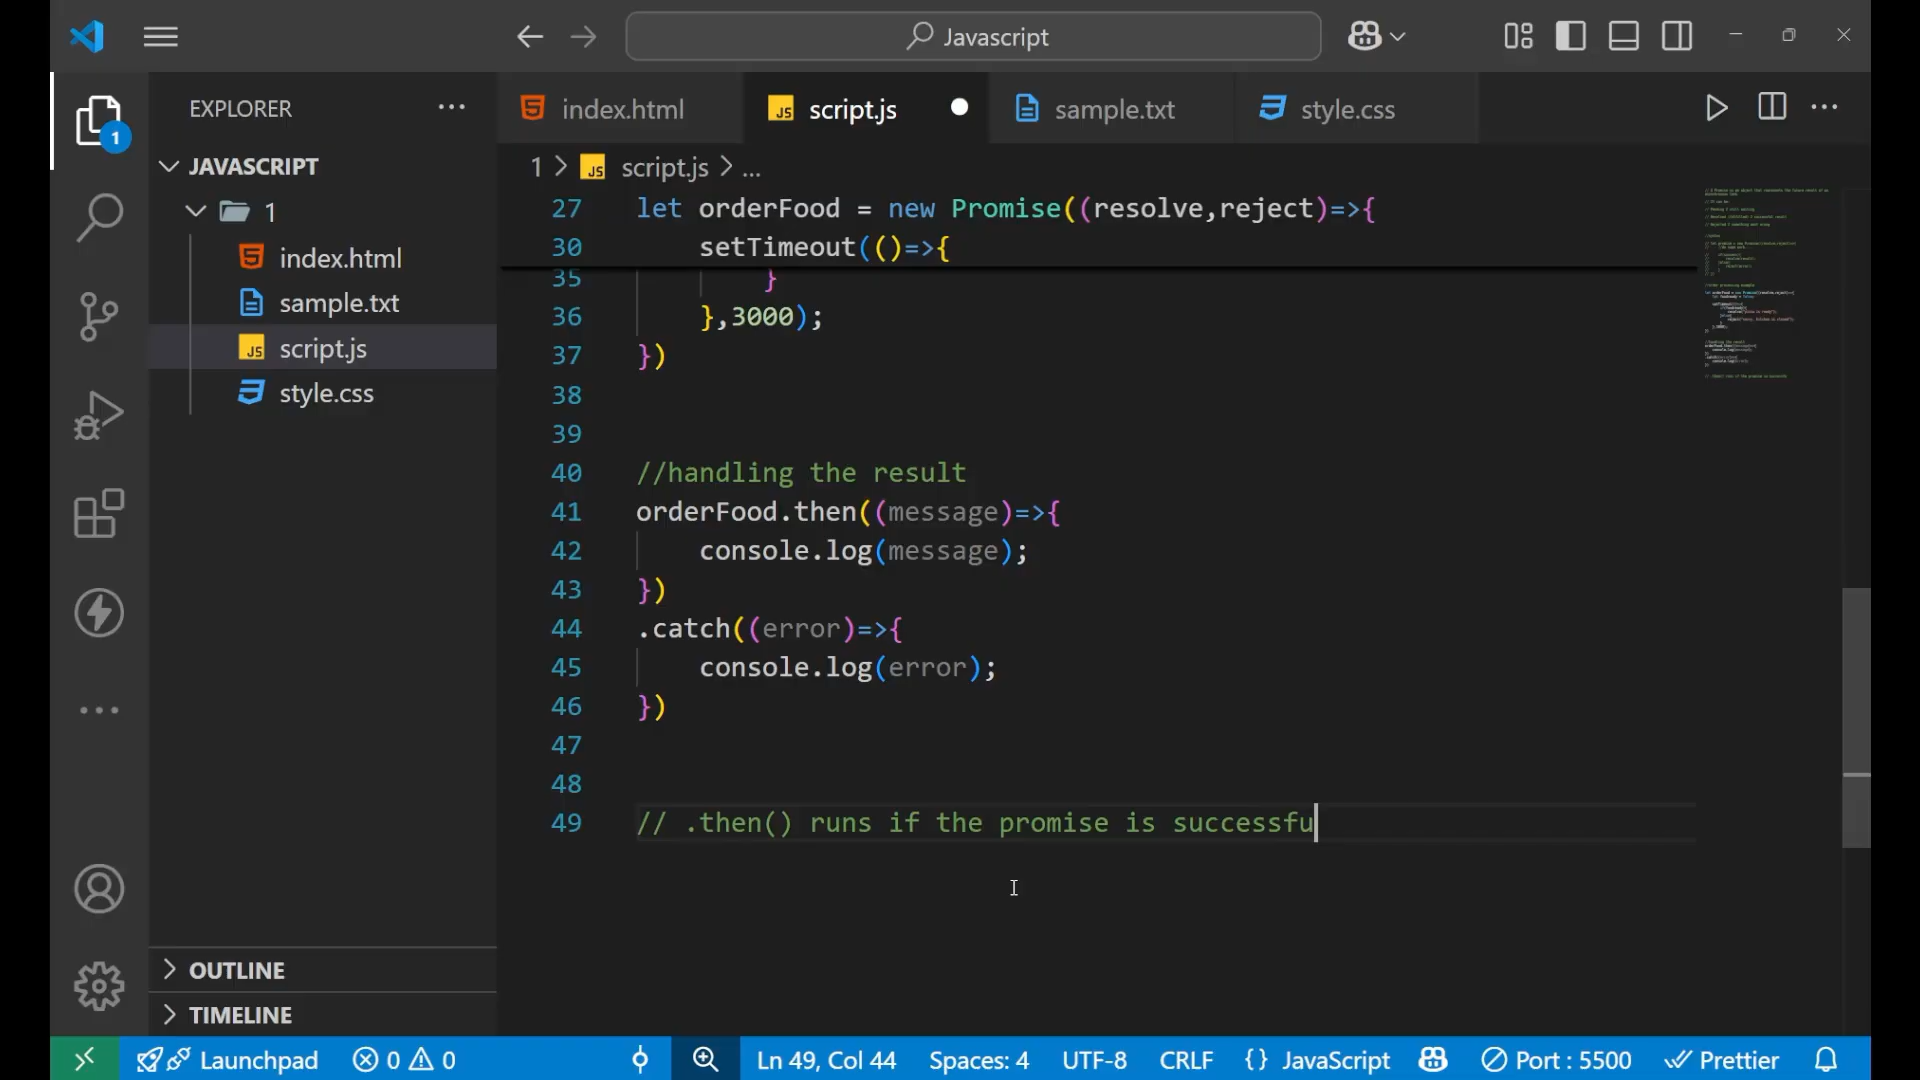 Javascript
EXPLORER
index.html
script.js
sample.txt
style.css
1
JAVASCRIPT
1
index.html
sample.txt
script.js
style.css
1 > script.js > ...
27 let orderFood = new Promise((resolve,reject)=>{
30 setTimeout(()=>{
35 }
36 },3000);
37 })
38
39
40 //handling the result
41 orderFood.then((message)=>{
42 console.log(message);
43 })
44 .catch((error)=>{
45 console.log(error);
46 })
47
48
49 // .then() runs if the promise is successfu
OUTLINE
TIMELINE
Launchpad 0 0 Ln 49, Col 44 Spaces: 4 UTF-8 CRLF {} JavaScript Port : 5500 Prettier